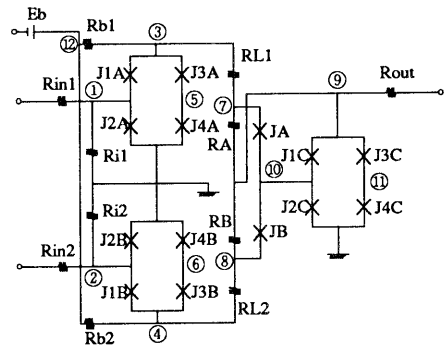 Eb
⑫ Rb1 ③
J1A J3A RL1
Rin1 ① ⑤ ⑨ Rout
J2A J4A ⑦
RA JA
Ri1 J1C J3C
⑩ ⑪
Ri2 J2C J4C
RB JB
J2B J4B
Rin2 ② ⑥ ⑧
J1B J3B RL2
Rb2 ④